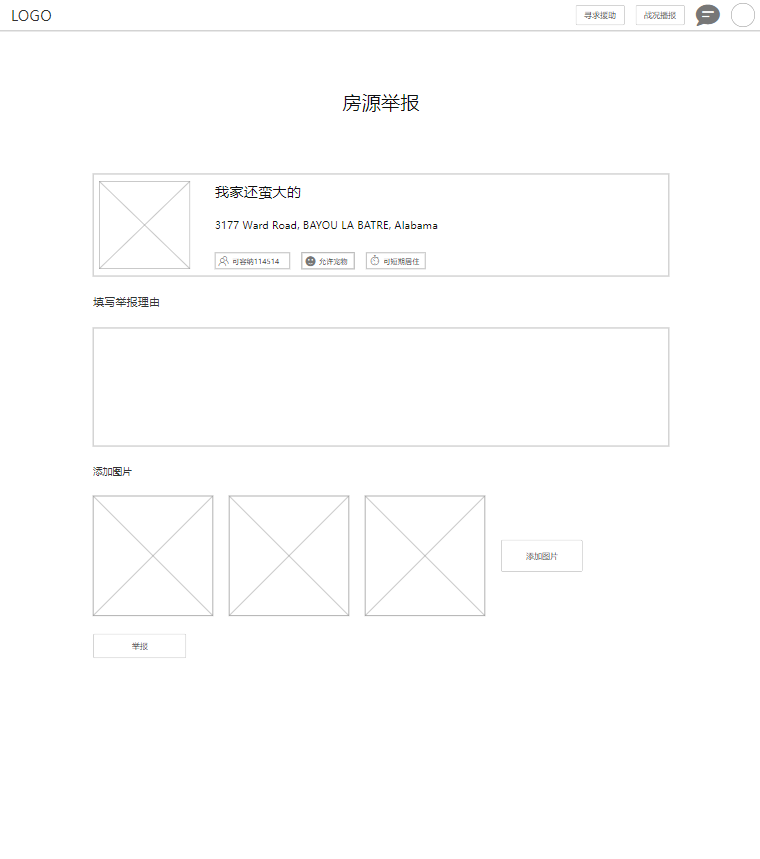 LOGO
寻求援助
战况播报
房源举报
我家还蛮大的
3177 Ward Road, BAYOU LA BATRE, Alabama
可容纳114514
允许宠物
可短期居住
填写举报理由
添加图片
添加图片
举报